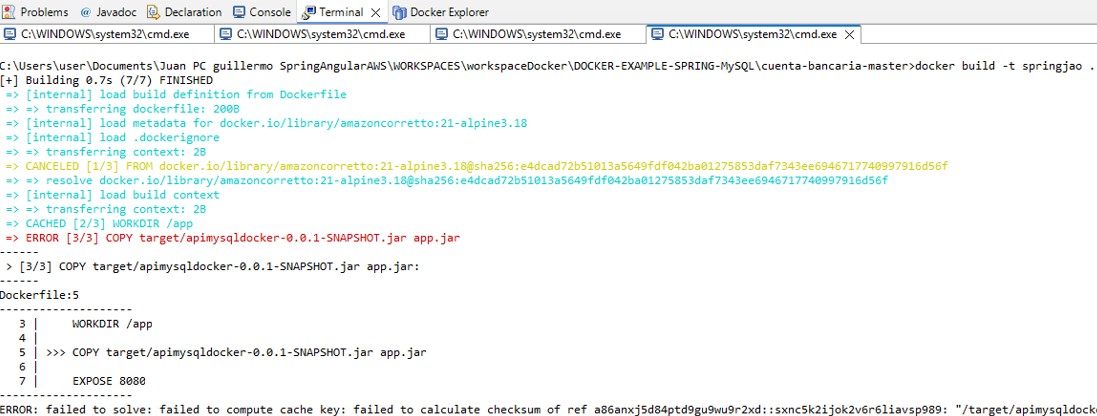 Problems @ Javadoc Declaration Console Terminal Docker Explorer
C:\WINDOWS\system32\cmd.exe C:\WINDOWS\system32\cmd.exe C:\WINDOWS\system32\cmd.exe C:\WINDOWS\system32\cmd.exe
C:\Users\user\Documents\Juan PC guillermo SpringAngularAWS\WORKSPACES\workspaceDocker\DOCKER-EXAMPLE-SPRING-MySQL\cuenta-bancaria-master>docker build -t springjao .
[+] Building 0.7s (7/7) FINISHED
=> [internal] load build definition from Dockerfile
=> => transferring dockerfile: 200B
=> [internal] load metadata for docker.io/library/amazoncorretto:21-alpine3.18
=> [internal] load .dockerignore
=> => transferring context: 2B
=> CANCELED [1/3] FROM docker.io/library/amazoncorretto:21-alpine3.18@sha256:e4dcad72b51013a5649fdf042ba01275853daf7343ee6946717740997916d56f
=> => resolve docker.io/library/amazoncorretto:21-alpine3.18@sha256:e4dcad72b51013a5649fdf042ba01275853daf7343ee6946717740997916d56f
=> [internal] load build context
=> => transferring context: 2B
=> CACHED [2/3] WORKDIR /app
=> ERROR [3/3] COPY target/apimysqldocker-0.0.1-SNAPSHOT.jar app.jar
------
> [3/3] COPY target/apimysqldocker-0.0.1-SNAPSHOT.jar app.jar:
------
Dockerfile:5
--------------------
3 | WORKDIR /app
4 |
5 | >>> COPY target/apimysqldocker-0.0.1-SNAPSHOT.jar app.jar
6 |
7 | EXPOSE 8080
--------------------
ERROR: failed to solve: failed to compute cache key: failed to calculate checksum of ref a86anxj5d84ptd9gu9wu9r2xd::sxnc5k2ijok2v6r6liavsp989: "/target/apimysqldocke